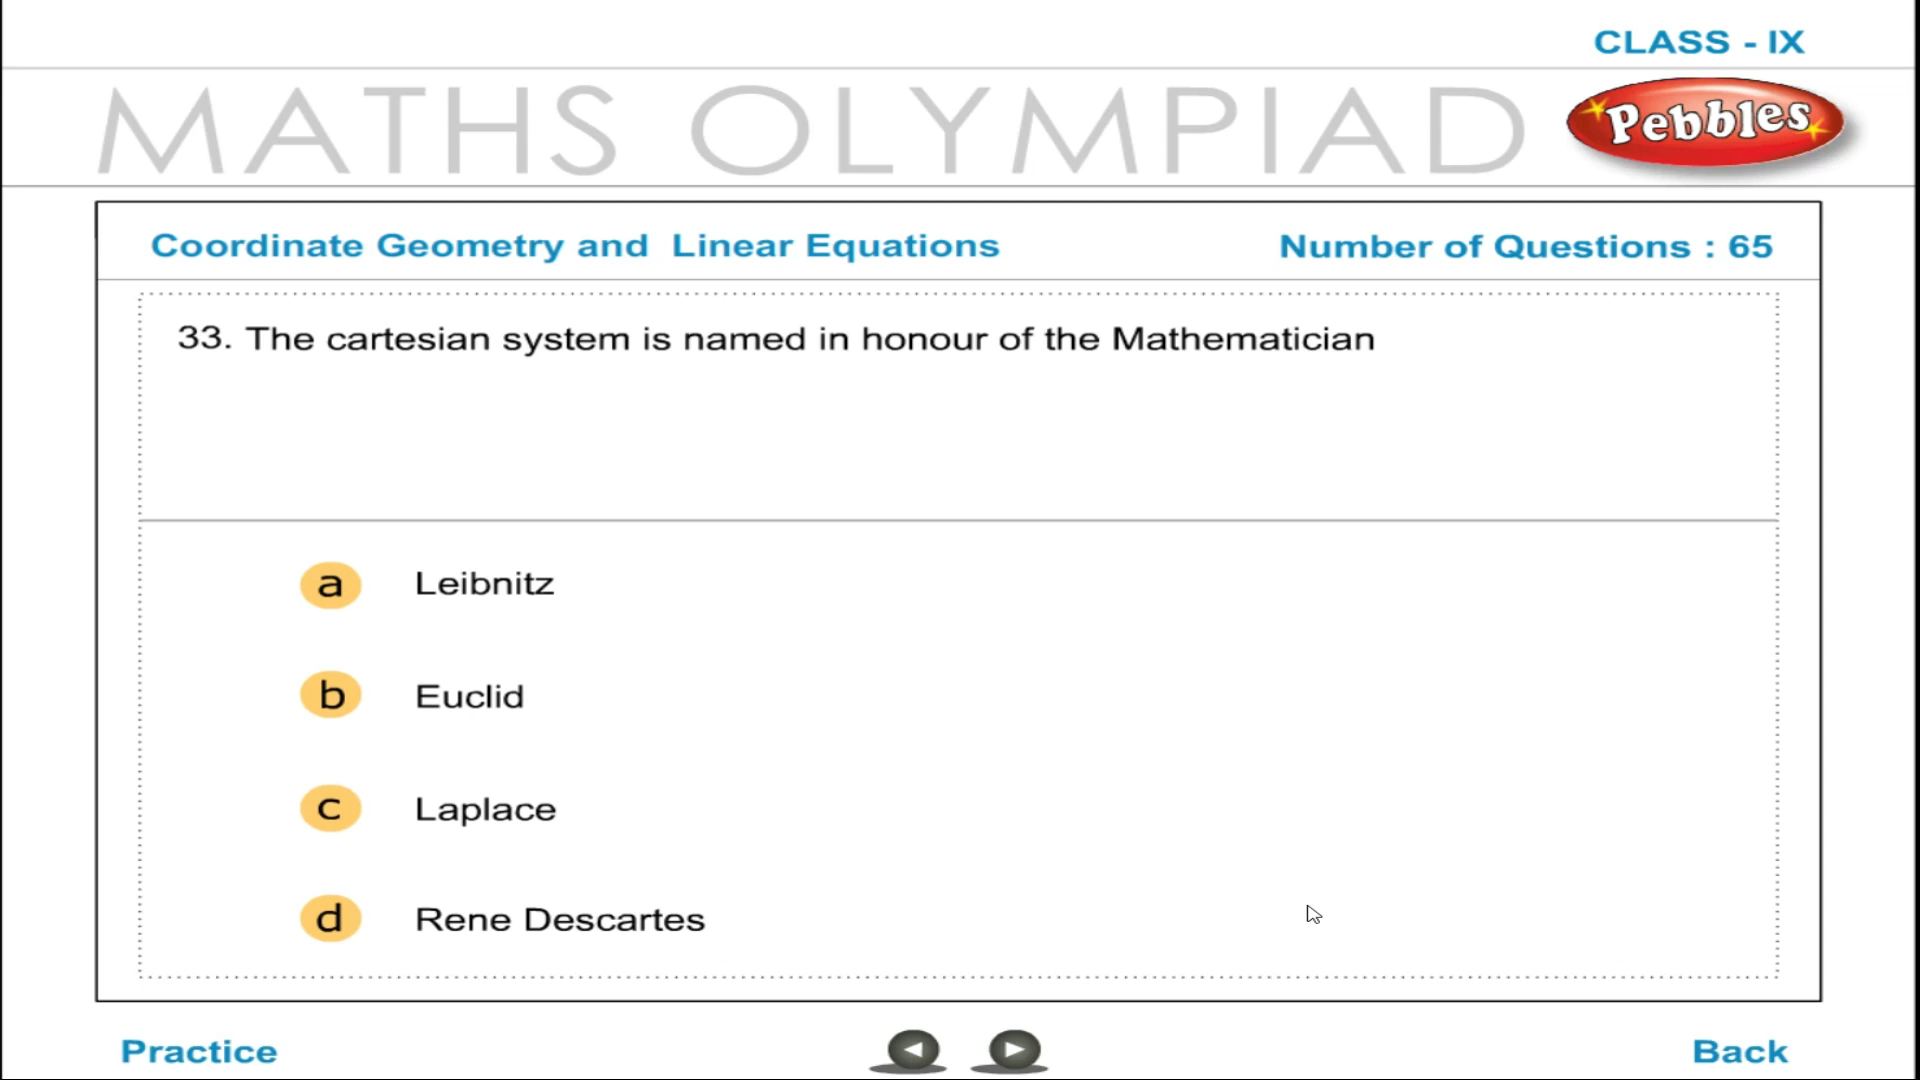 CLASS - IX
MATHS OLYMPIAD
Pebbles
Coordinate Geometry and Linear Equations
Number of Questions : 65
33. The cartesian system is named in honour of the Mathematician
a Leibnitz
b Euclid
c Laplace
d Rene Descartes
Practice
Back